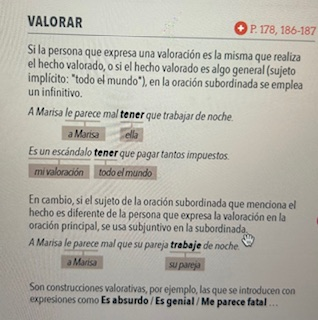 VALORAR
P. 178, 186-187
Si la persona que expresa una valoración es la misma que realiza
el hecho valorado, o si el hecho valorado es algo general (sujeto
implícito: "todo el mundo"), en la oración subordinada se emplea
un infinitivo.
A Marisa le parece mal tener que trabajar de noche.
a Marisa ella
Es un escándalo tener que pagar tantos impuestos.
mi valoración todo el mundo
En cambio, si el sujeto de la oración subordinada que menciona el
hecho es diferente de la persona que expresa la valoración en la
oración principal, se usa subjuntivo en la subordinada.
A Marisa le parece mal que su pareja trabaje de noche.
a Marisa su pareja
Son construcciones valorativas, por ejemplo, las que se introducen con
expresiones como Es absurdo / Es genial / Me parece fatal ...